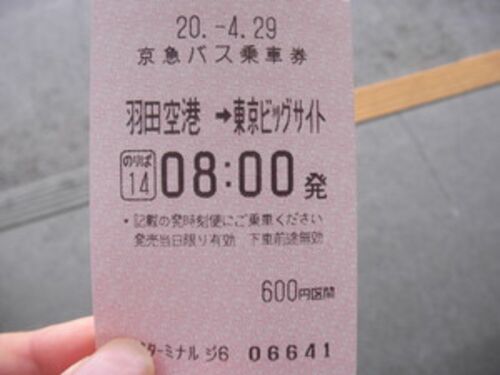 20.-4.29
京急バス乗車券
羽田空港 →東京ビッグサイト
のりば 14 08:00発
・記載の発時刻便にご乗車ください
発売当日限り有効 下車前途無効
600円区間
ターミナル ジ6 06641